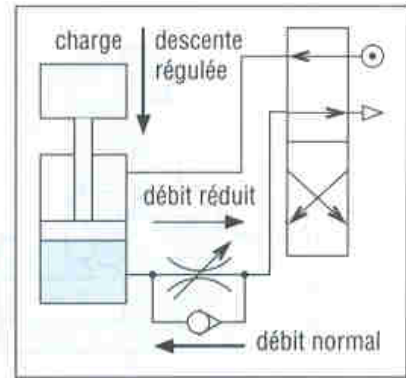 charge
descente
régulée
débit réduit
débit normal